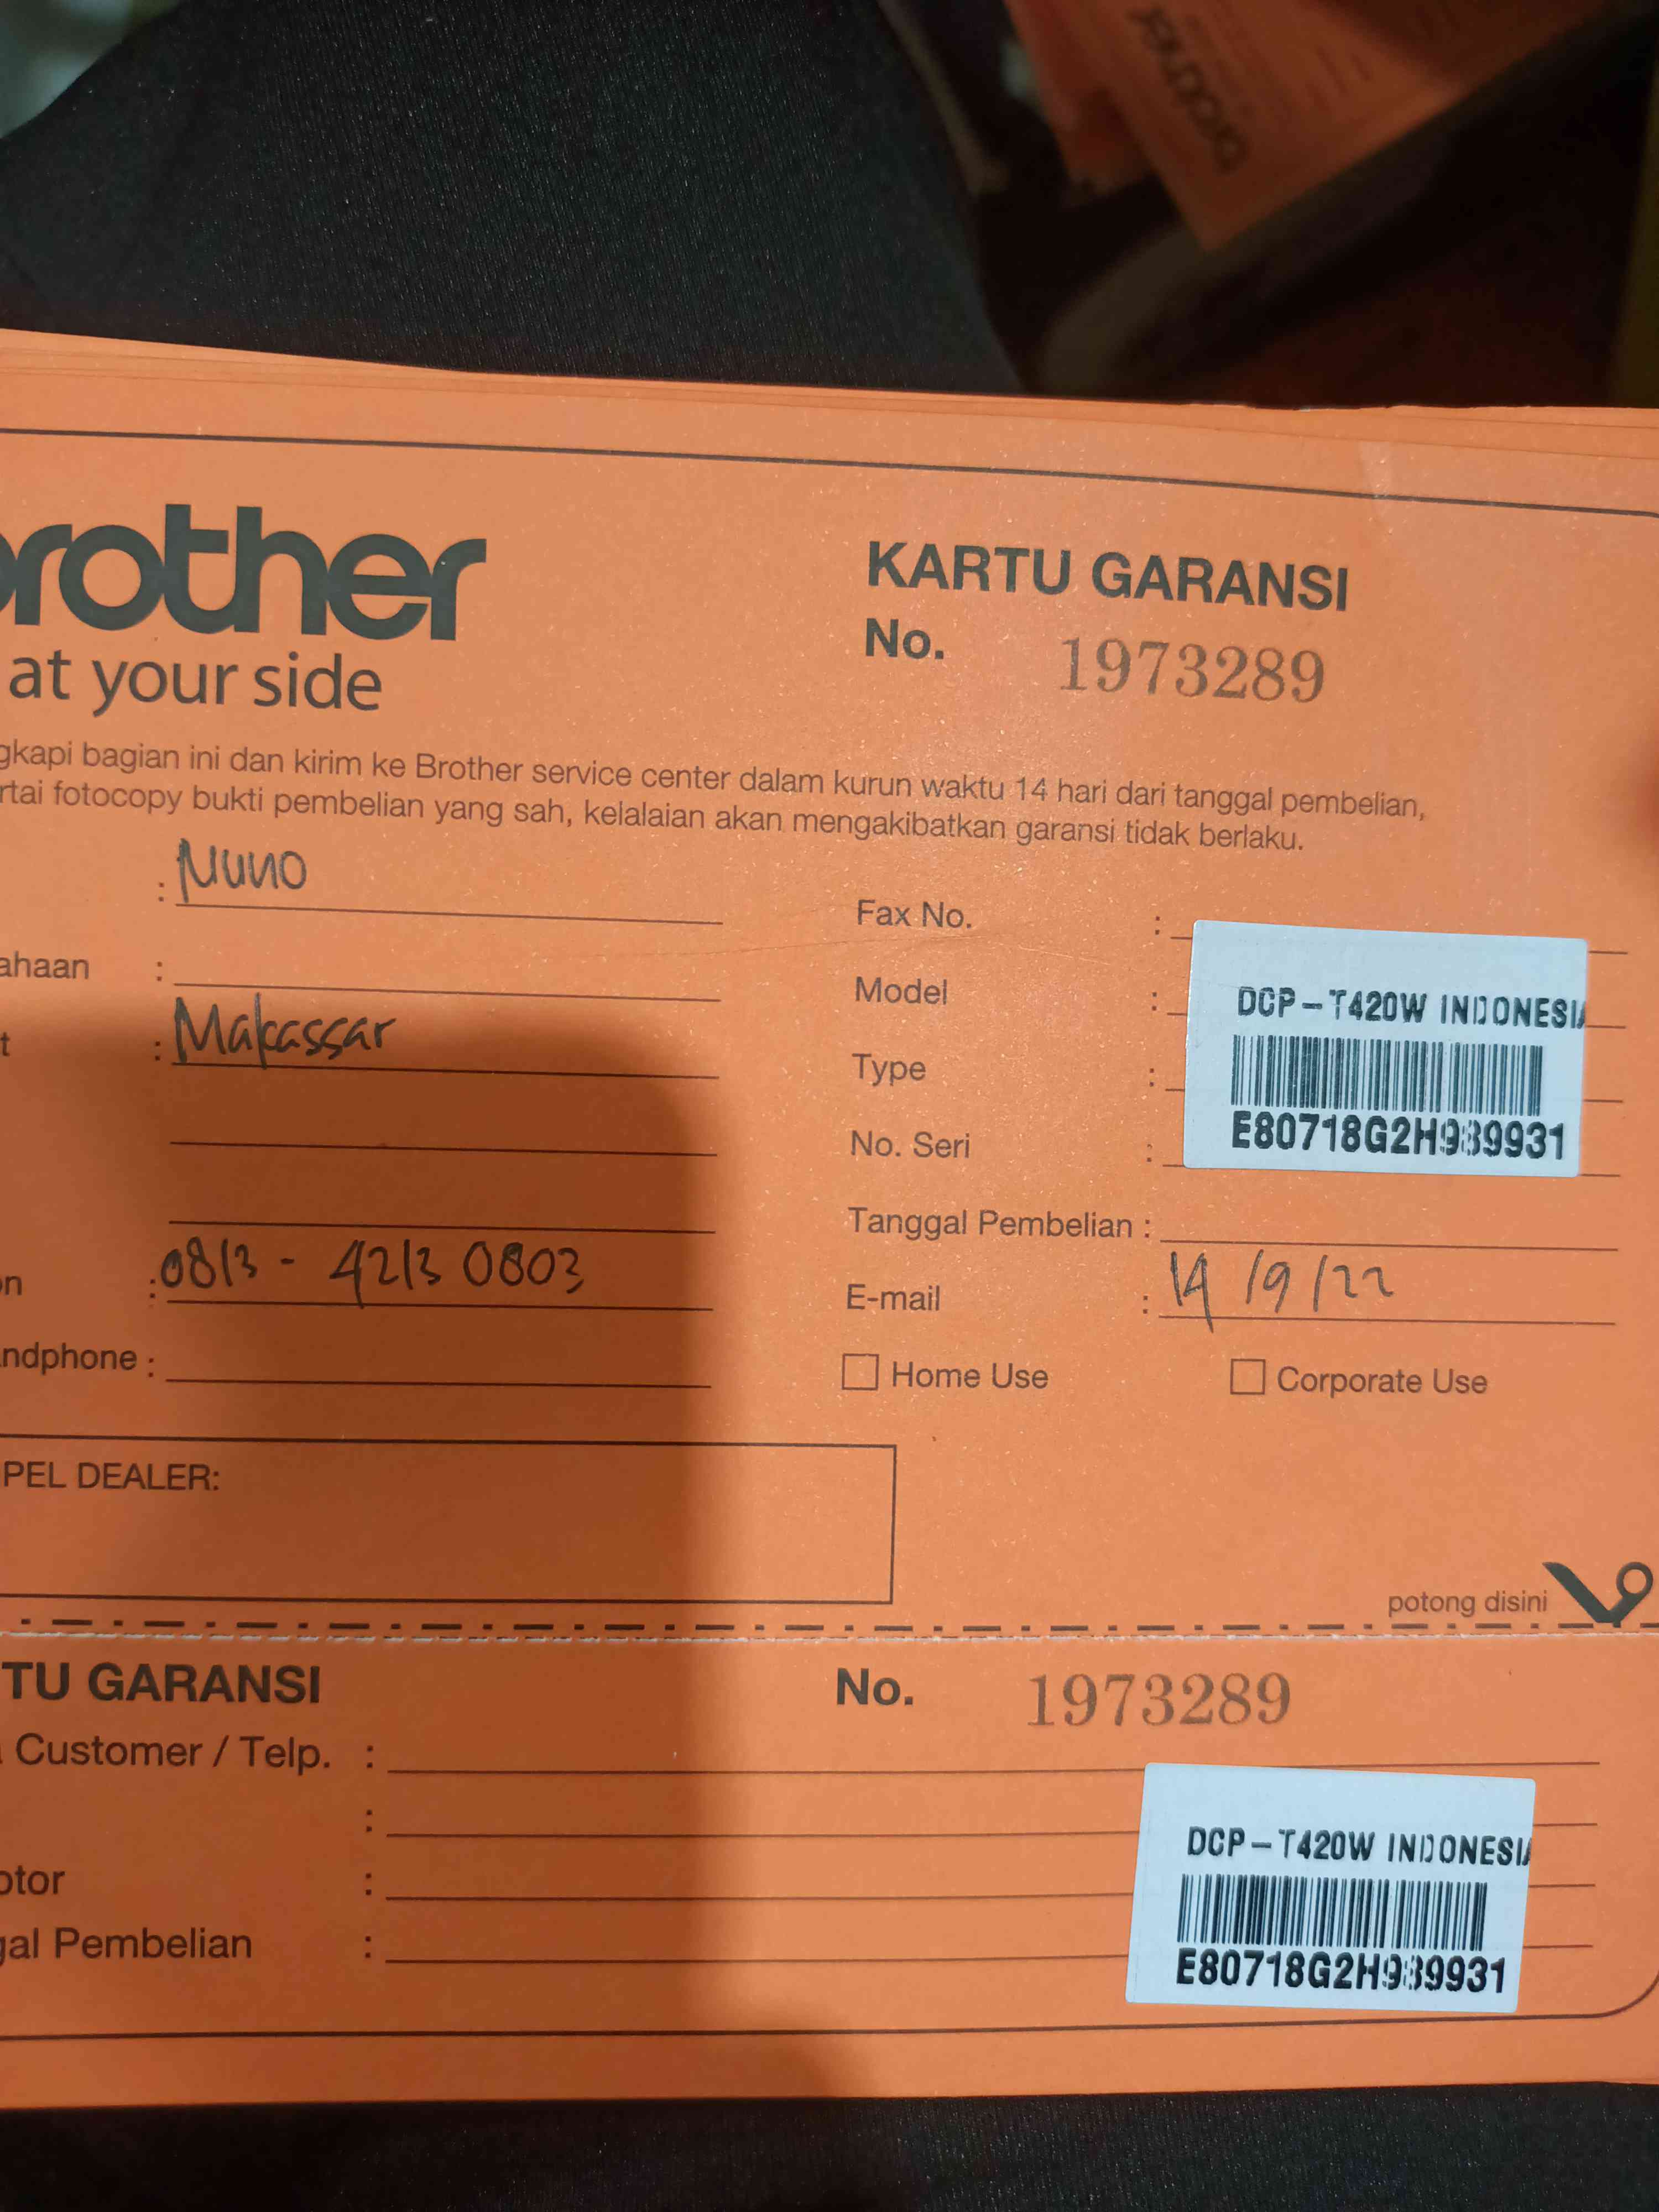 brother
brother
at your side
KARTU GARANSI
No. 1973289
gkapi bagian ini dan kirim ke Brother service center dalam kurun waktu 14 hari dari tanggal pembelian,
rtai fotocopy bukti pembelian yang sah, kelalaian akan mengakibatkan garansi tidak berlaku.
: Nuno
Fax No. :
ahaan :
Model : DCP-T420W INDONESIA
t : Makassar
Type :
No. Seri : E80718G2H939931
Tanggal Pembelian :
on : 0813 - 4213 0803
E-mail : 14/9/22
ndphone :
Home Use Corporate Use
PEL DEALER:
potong disini
TU GARANSI No. 1973289
Customer / Telp. :
:
DCP-T420W INDONESIA
otor :
gal Pembelian :
E80718G2H939931